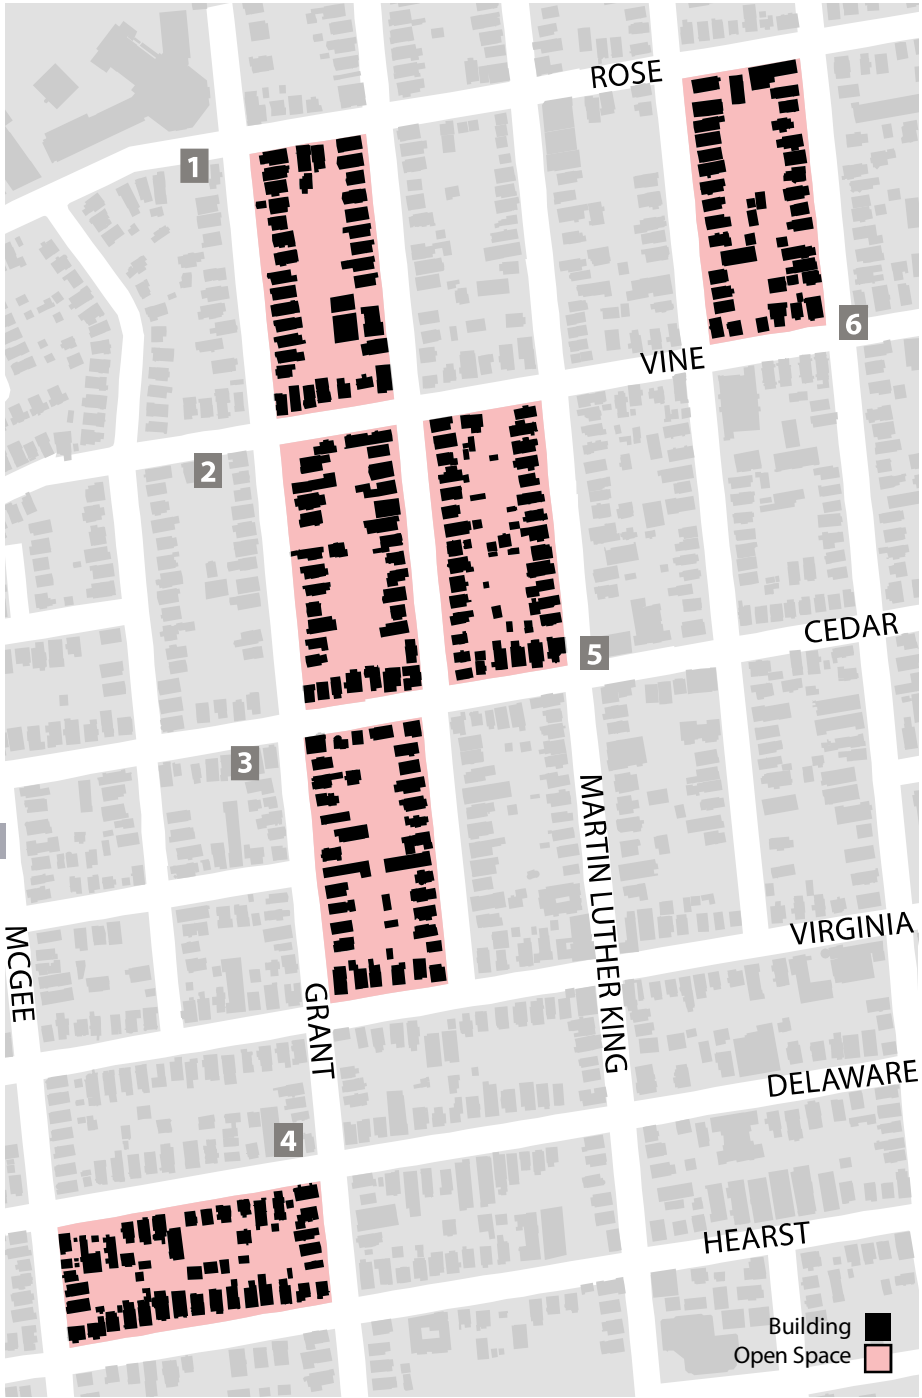 ROSE
1
6
VINE
2
CEDAR
5
3
MARTIN LUTHER KING
VIRGINIA
MCGEE
GRANT
DELAWARE
4
HEARST
Building
Open Space